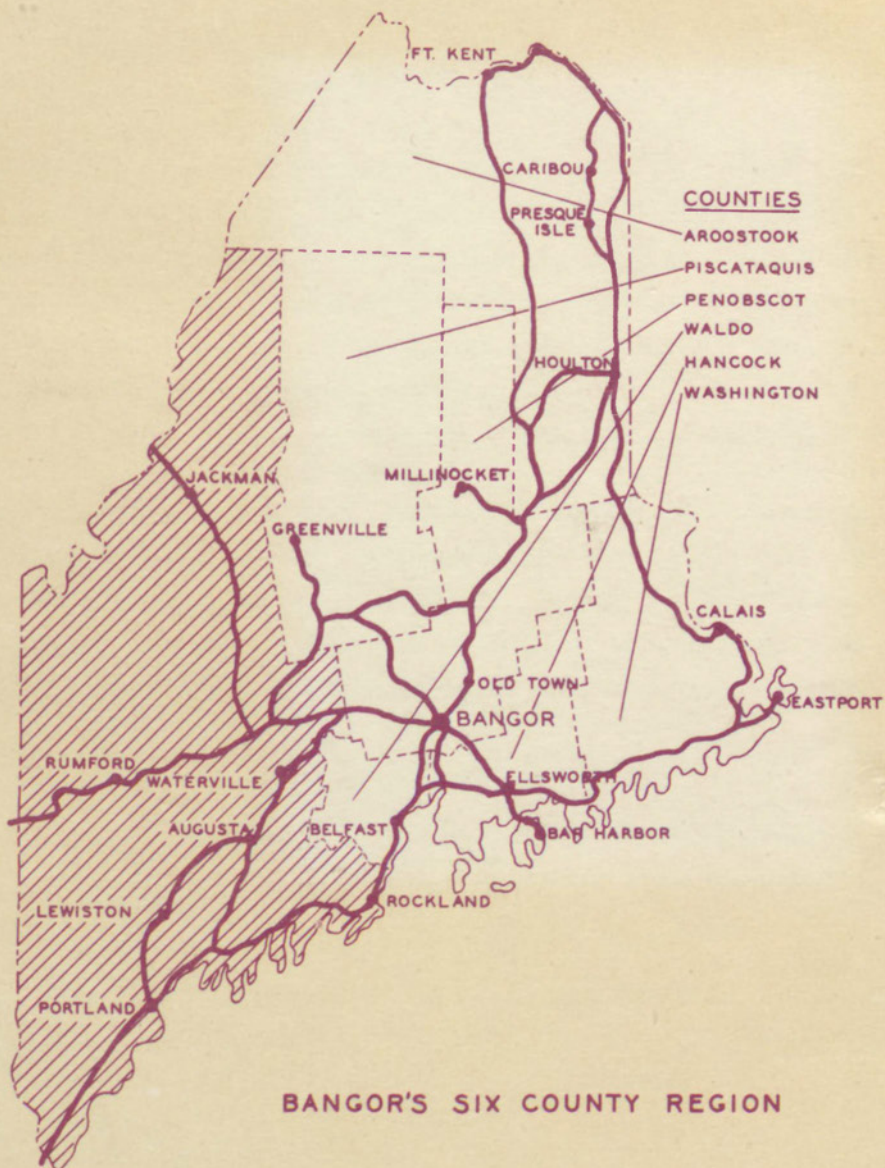 FT. KENT
CARIBOU
PRESQUE
ISLE
COUNTIES
AROOSTOOK
PISCATAQUIS
PENOBSCOT
WALDO
HANCOCK
WASHINGTON
HOULTON
JACKMAN
MILLINOCKET
GREENVILLE
CALAIS
OLD TOWN
EASTPORT
BANGOR
RUMFORD
WATERVILLE
ELLSWORTH
AUGUSTA
BELFAST
BAR HARBOR
LEWISTON
ROCKLAND
PORTLAND
BANGOR'S SIX COUNTY REGION